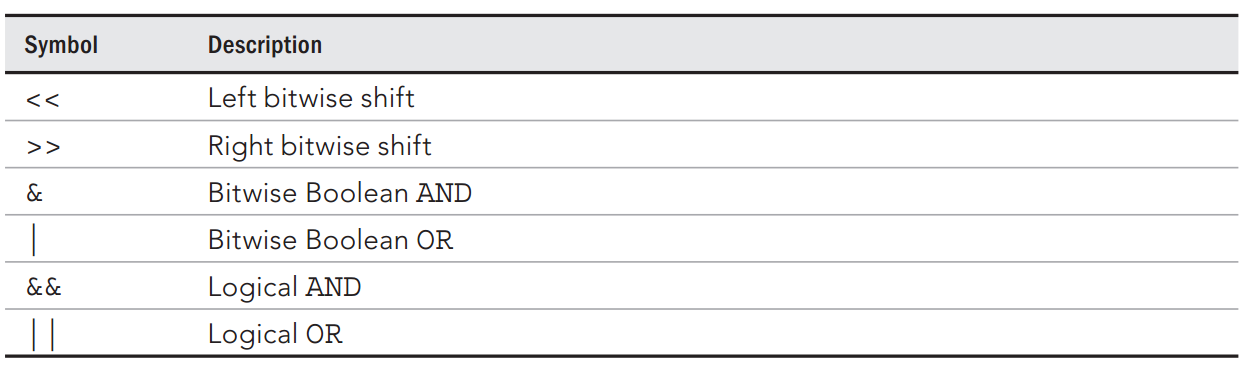 Symbol Description
<< Left bitwise shift
>> Right bitwise shift
& Bitwise Boolean AND
| Bitwise Boolean OR
&& Logical AND
|| Logical OR